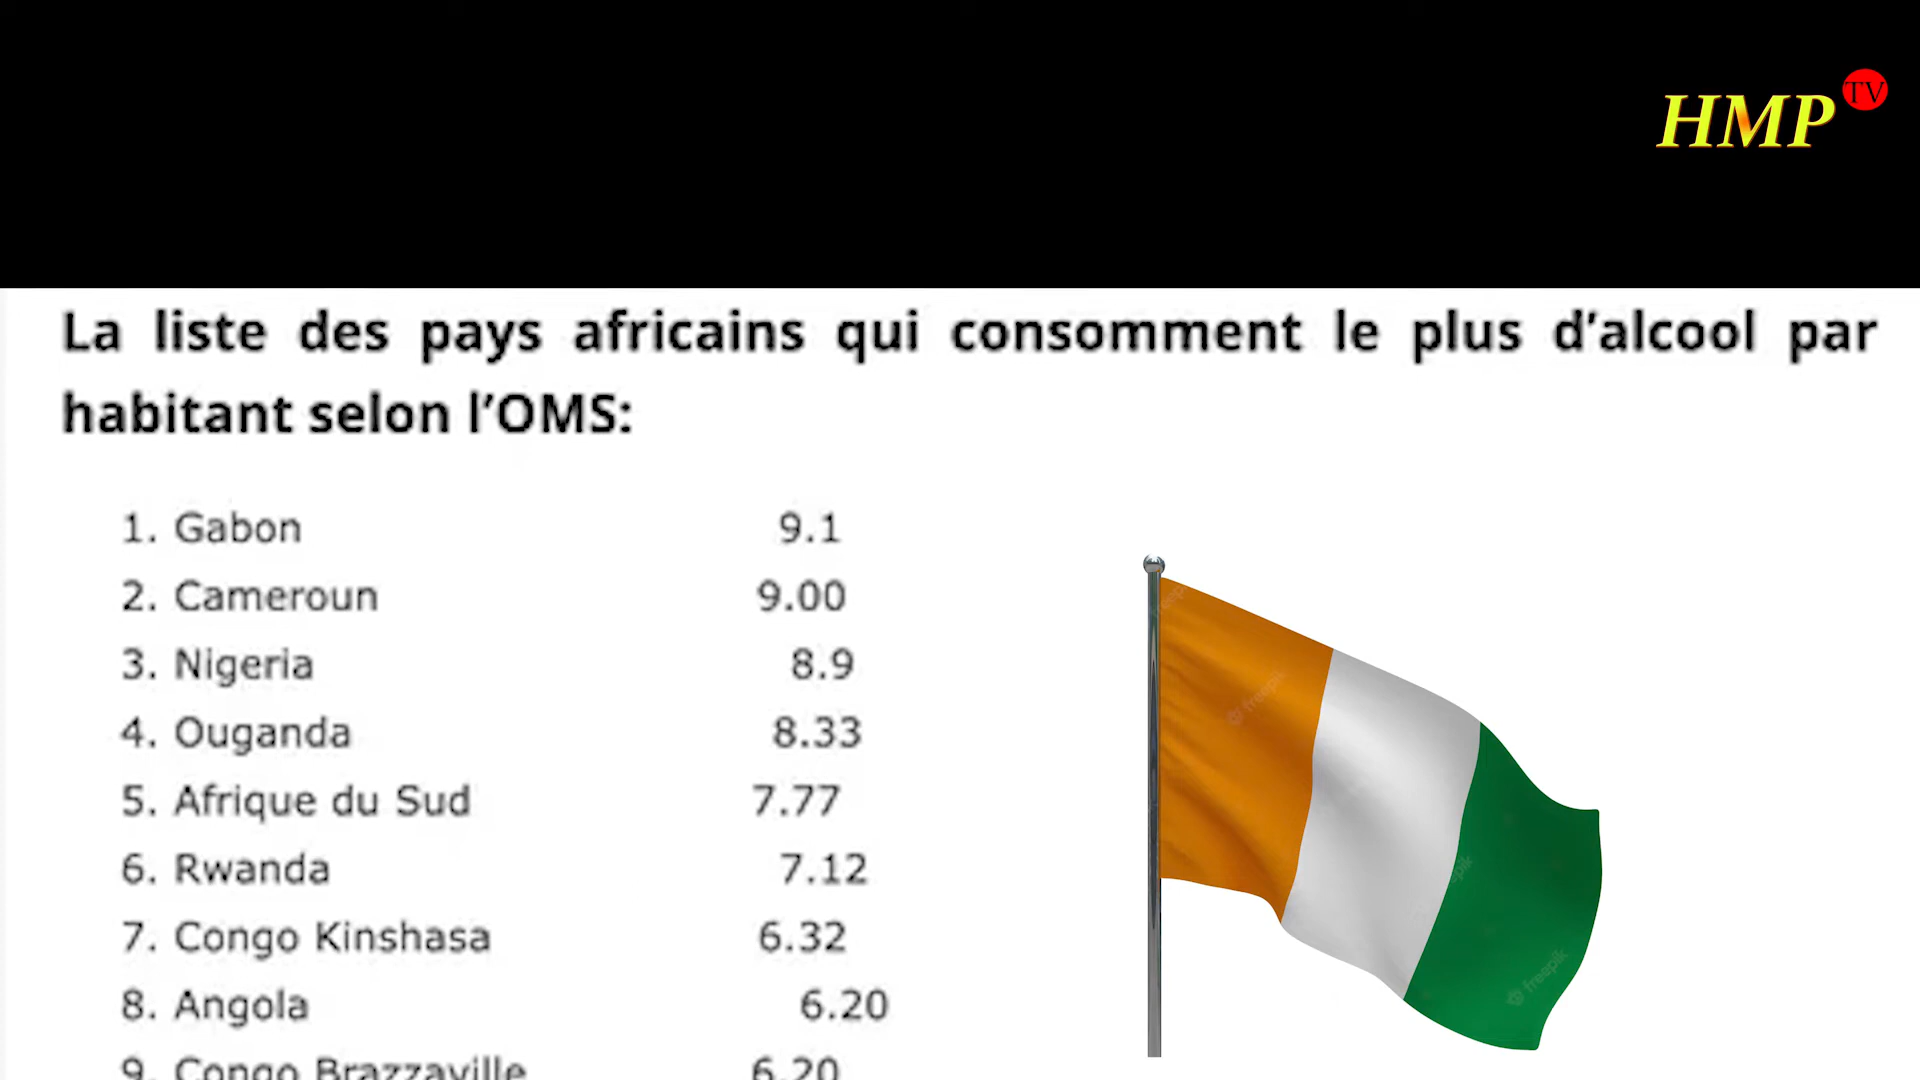 HMP TV
La liste des pays africains qui consomment le plus d’alcool par
habitant selon l’OMS:
1. Gabon 9.1
2. Cameroun 9.00
3. Nigeria 8.9
4. Ouganda 8.33
5. Afrique du Sud 7.77
6. Rwanda 7.12
7. Congo Kinshasa 6.32
8. Angola 6.20
9. Congo Brazzaville 6.20
freepik
freepik